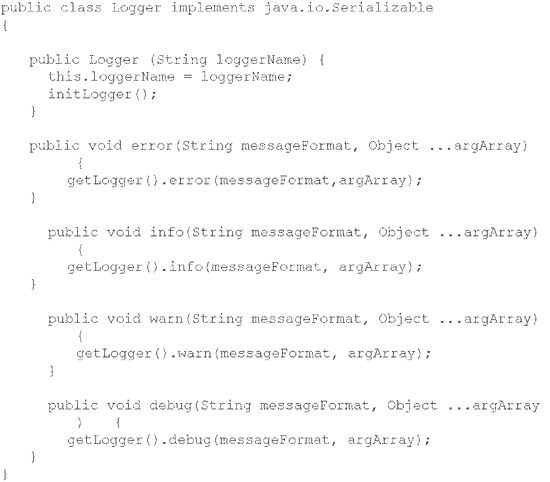 public class Logger implements java.io.Serializable
{
public Logger (String loggerName) {
this.loggerName = loggerName;
initLogger();
}
public void error(String messageFormat, Object ...argArray)
{
getLogger().error(messageFormat,argArray);
}
public void info(String messageFormat, Object ...argArray)
{
getLogger().info(messageFormat, argArray);
}
public void warn(String messageFormat, Object ...argArray)
{
getLogger().warn(messageFormat, argArray);
}
public void debug(String messageFormat, Object ...argArray
) {
getLogger().debug(messageFormat, argArray);
}
}